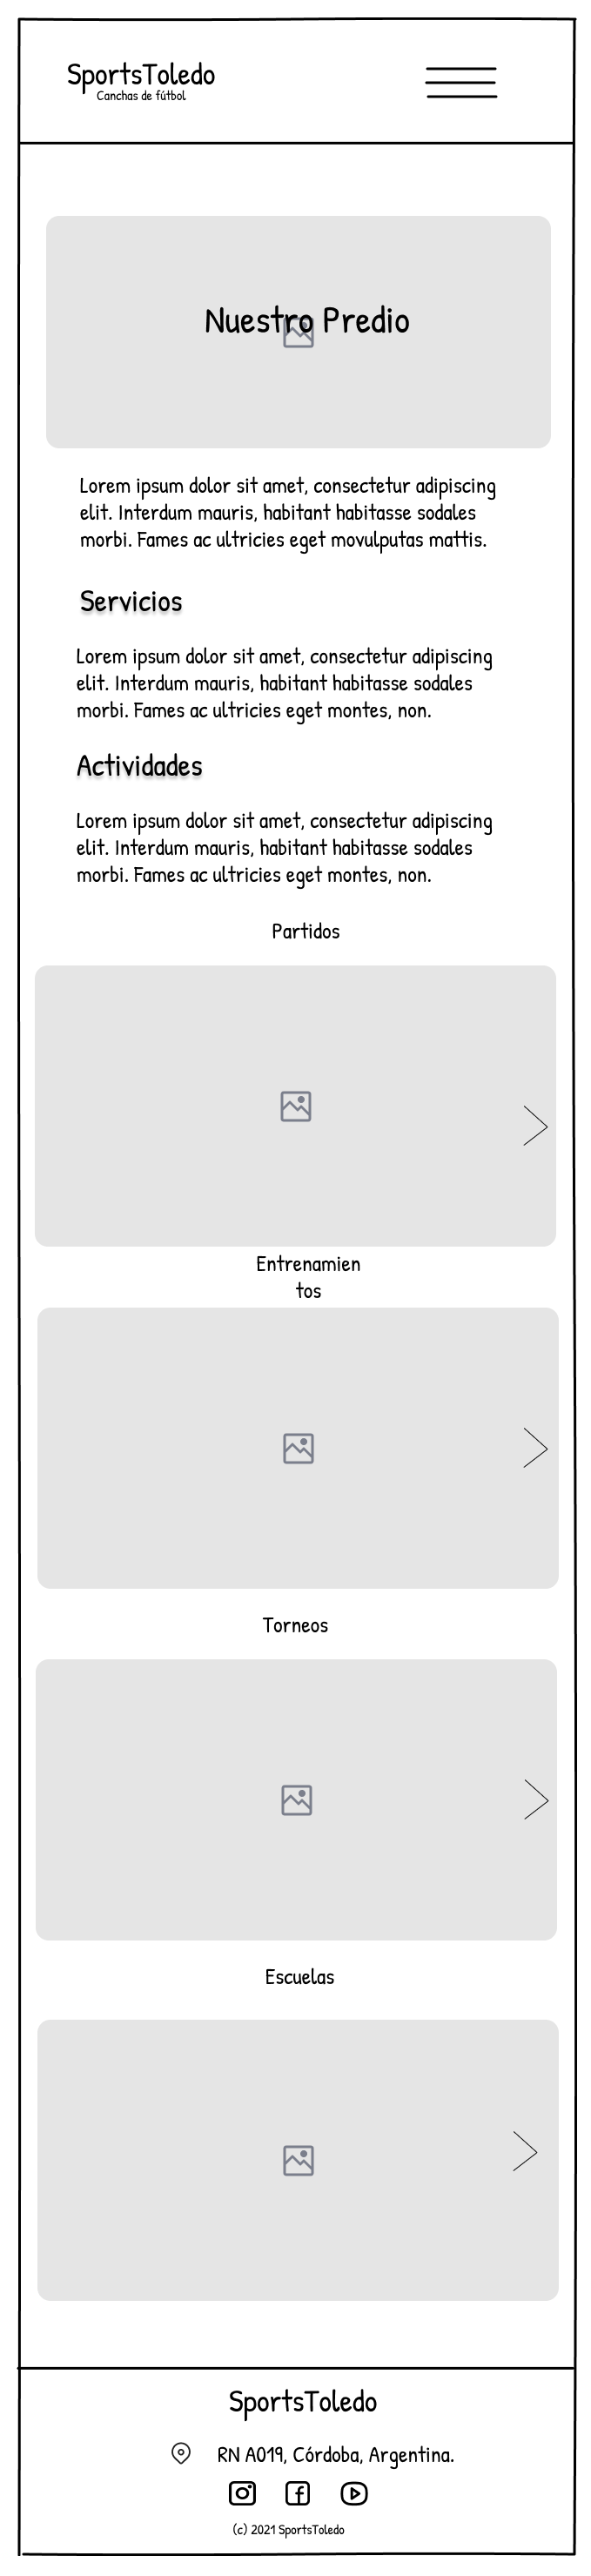 SportsToledo
Canchas de fútbol
Nuestro Predio
Lorem ipsum dolor sit amet, consectetur adipiscing
elit. Interdum mauris, habitant habitasse sodales
morbi. Fames ac ultricies eget movulputas mattis.
Servicios
Lorem ipsum dolor sit amet, consectetur adipiscing
elit. Interdum mauris, habitant habitasse sodales
morbi. Fames ac ultricies eget montes, non.
Actividades
Lorem ipsum dolor sit amet, consectetur adipiscing
elit. Interdum mauris, habitant habitasse sodales
morbi. Fames ac ultricies eget montes, non.
Partidos
Entrenamien
tos
Torneos
Escuelas
SportsToledo
RN A019, Córdoba, Argentina.
(c) 2021 SportsToledo